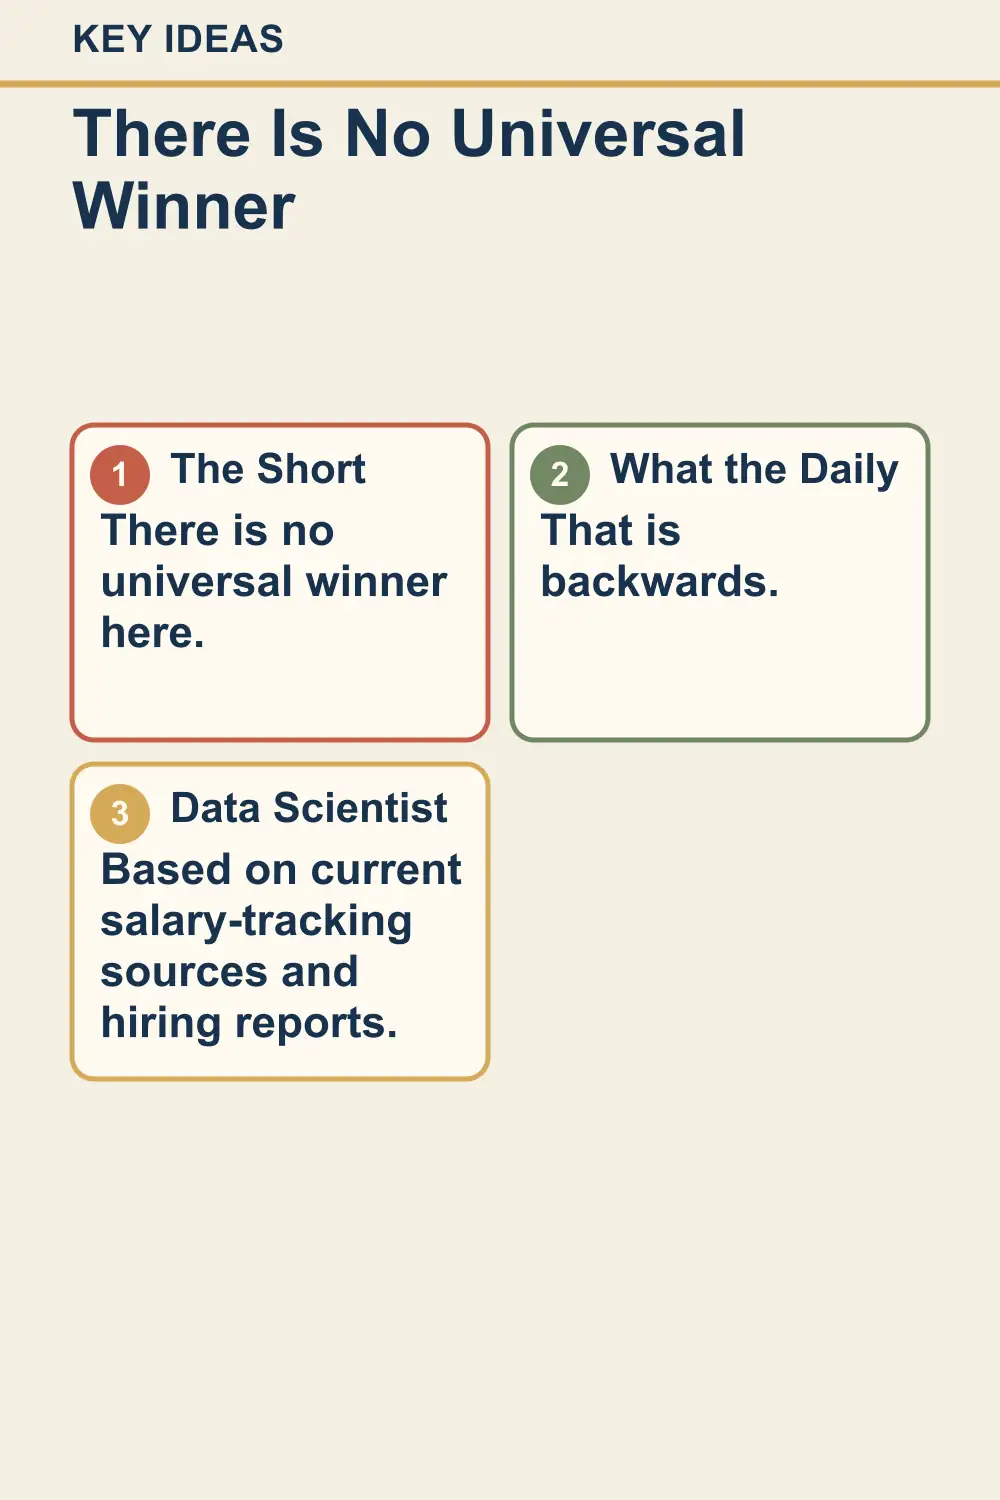 KEY IDEAS
There Is No Universal
Winner
1 The Short
There is no
universal winner
here.
2 What the Daily
That is
backwards.
3 Data Scientist
Based on current
salary-tracking
sources and
hiring reports.